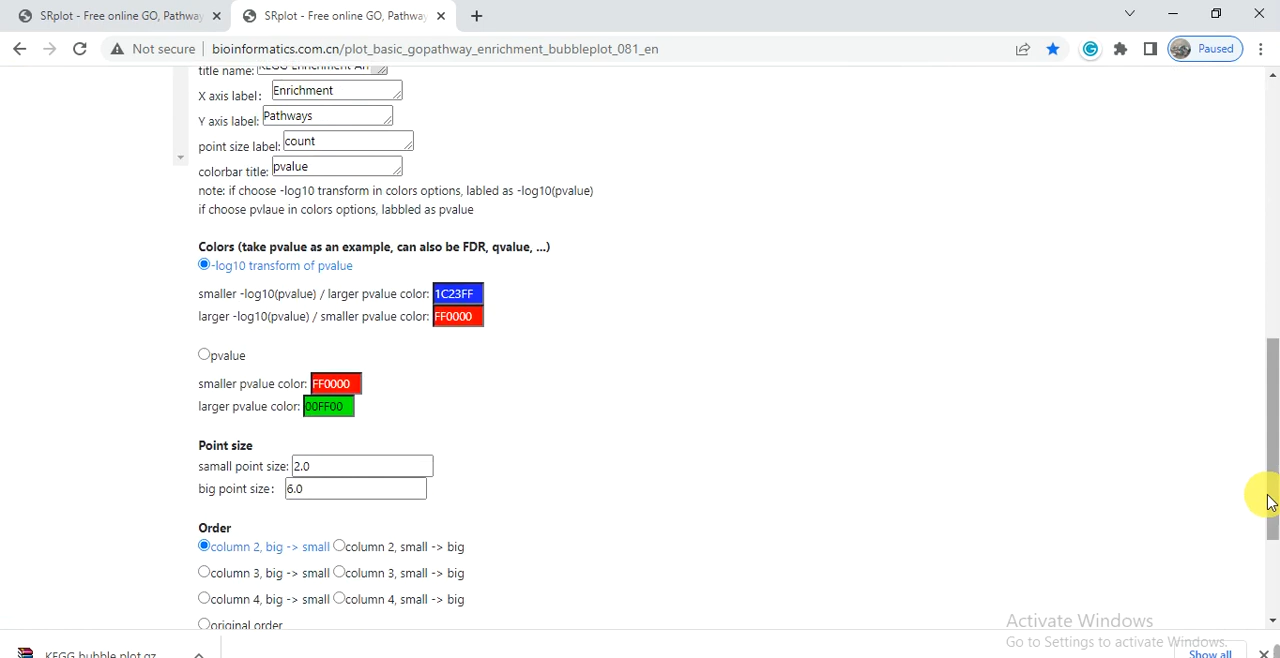 SRplot - Free online GO, Pathway
SRplot - Free online GO, Pathway
Not secure
bioinformatics.com.cn/plot_basic_gopathway_enrichment_bubbleplot_081_en
Paused
title name: KEGG Enrichment An
X axis label: Enrichment
Y axis label: Pathways
point size label: count
colorbar title: pvalue
note: if choose -log10 transform in colors options, labled as -log10(pvalue)
if choose pvlaue in colors options, labbled as pvalue
Colors (take pvalue as an example, can also be FDR, qvalue, ...)
-log10 transform of pvalue
smaller -log10(pvalue) / larger pvalue color: 1C23FF
larger -log10(pvalue) / smaller pvalue color: FF0000
pvalue
smaller pvalue color: FF0000
larger pvalue color: 00FF00
Point size
samall point size: 2.0
big point size: 6.0
Order
column 2, big -> small column 2, small -> big
column 3, big -> small column 3, small -> big
column 4, big -> small column 4, small -> big
original order
Activate Windows
Go to Settings to activate Windows.
KEGG bubble plot.gz
Show all